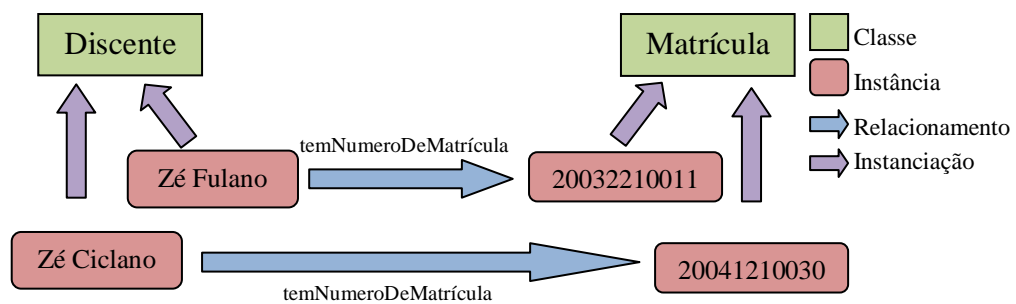 Discente
Matrícula
Classe
Instância
Relacionamento
Instanciação
temNumeroDeMatrícula
Zé Fulano
20032210011
Zé Ciclano
20041210030
temNumeroDeMatrícula